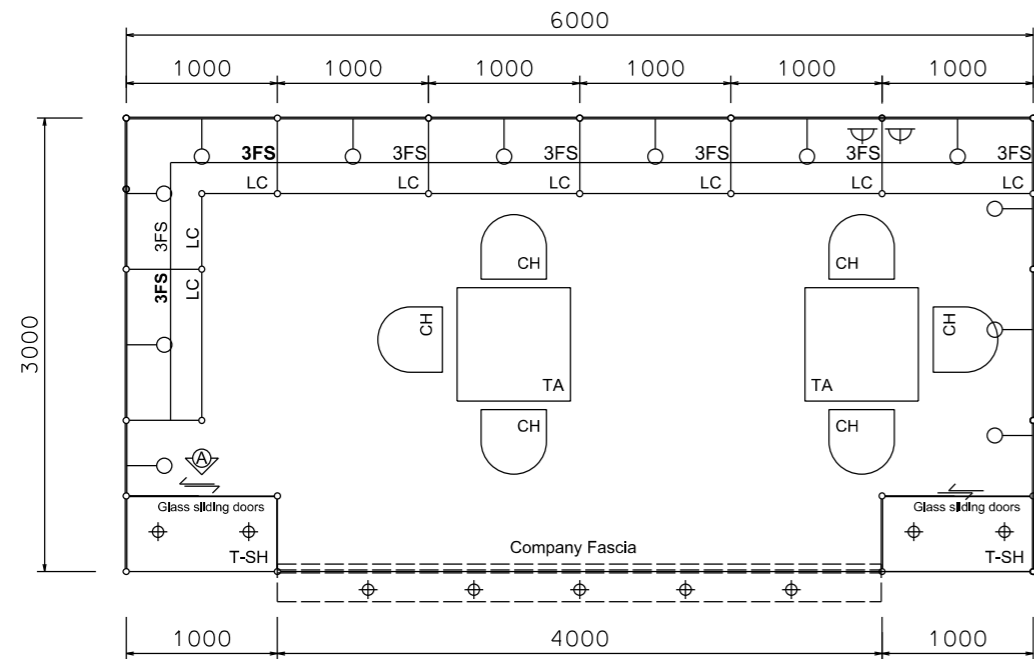 6000
1000 1000 1000 1000 1000 1000
3FS 3FS 3FS 3FS 3FS 3FS
LC LC LC LC LC LC
3FS LC
3FS LC
3000
CH CH
CH CH
TA TA
CH CH
A
Glass sliding doors Glass sliding doors
T-SH T-SH
Company Fascia
1000 4000 1000